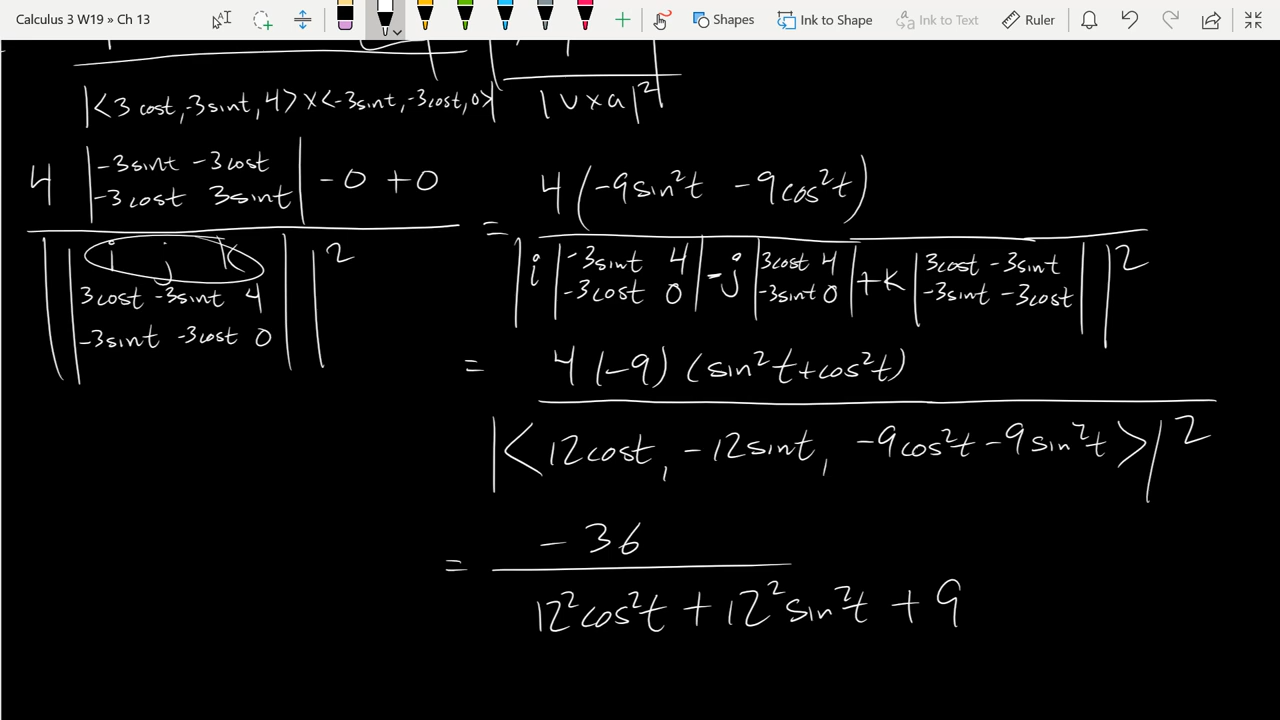 Calculus 3 W19 » Ch 13
Shapes
Ink to Shape
Ink to Text
Ruler
|<3cost,-3sint,4>×<-3sint,-3cost,0>|
|v×a|²
4 |-3sint -3cost| -0 +0
|-3cost 3sint|
i j k
3cost -3sint 4
-3sint -3cost 0
2
= 4(-9sin²t -9cos²t)
|i |-3sint 4| -j |3cost 4| +k |3cost -3sint| |²
|-3cost 0| |-3sint 0| |-3sint -3cost|
= 4(-9)(sin²t+cos²t)
|<12cost, -12sint, -9cos²t-9sin²t>|²
= -36
12²cos²t + 12²sin²t + 9